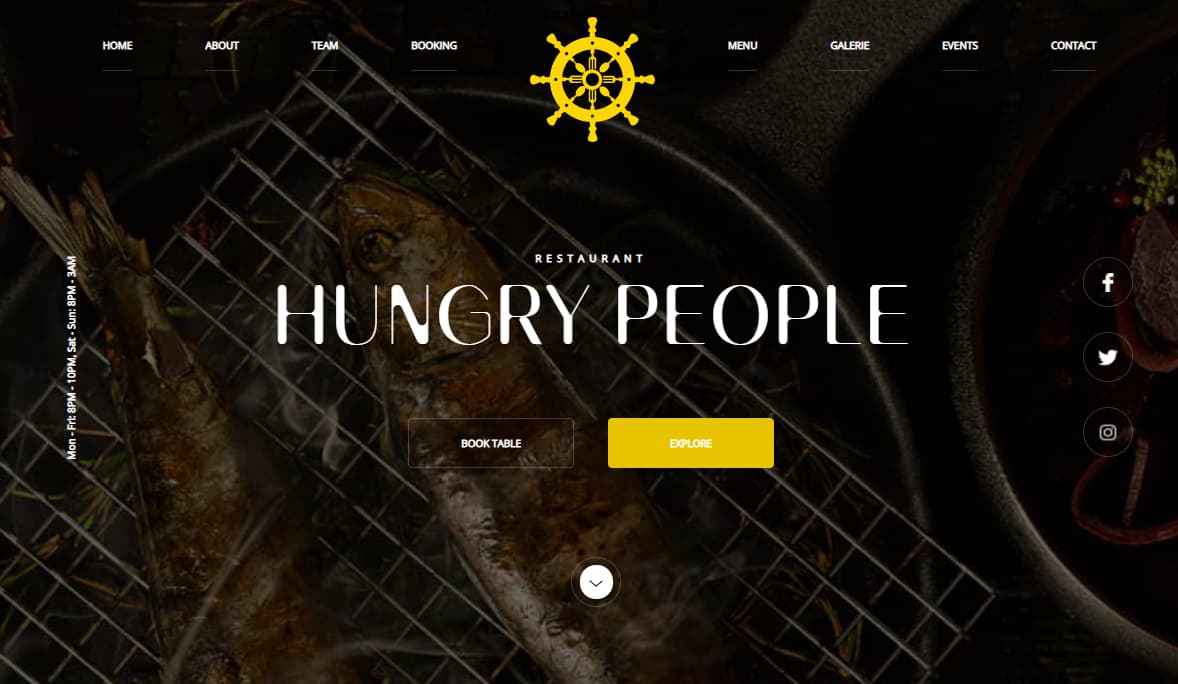 HOME
ABOUT
TEAM
BOOKING
MENU
GALERIE
EVENTS
CONTACT
RESTAURANT
HUNGRY PEOPLE
Mon - Fri: 8PM - 10PM, Sat - Sun: 8PM - 3AM
BOOK TABLE
EXPLORE